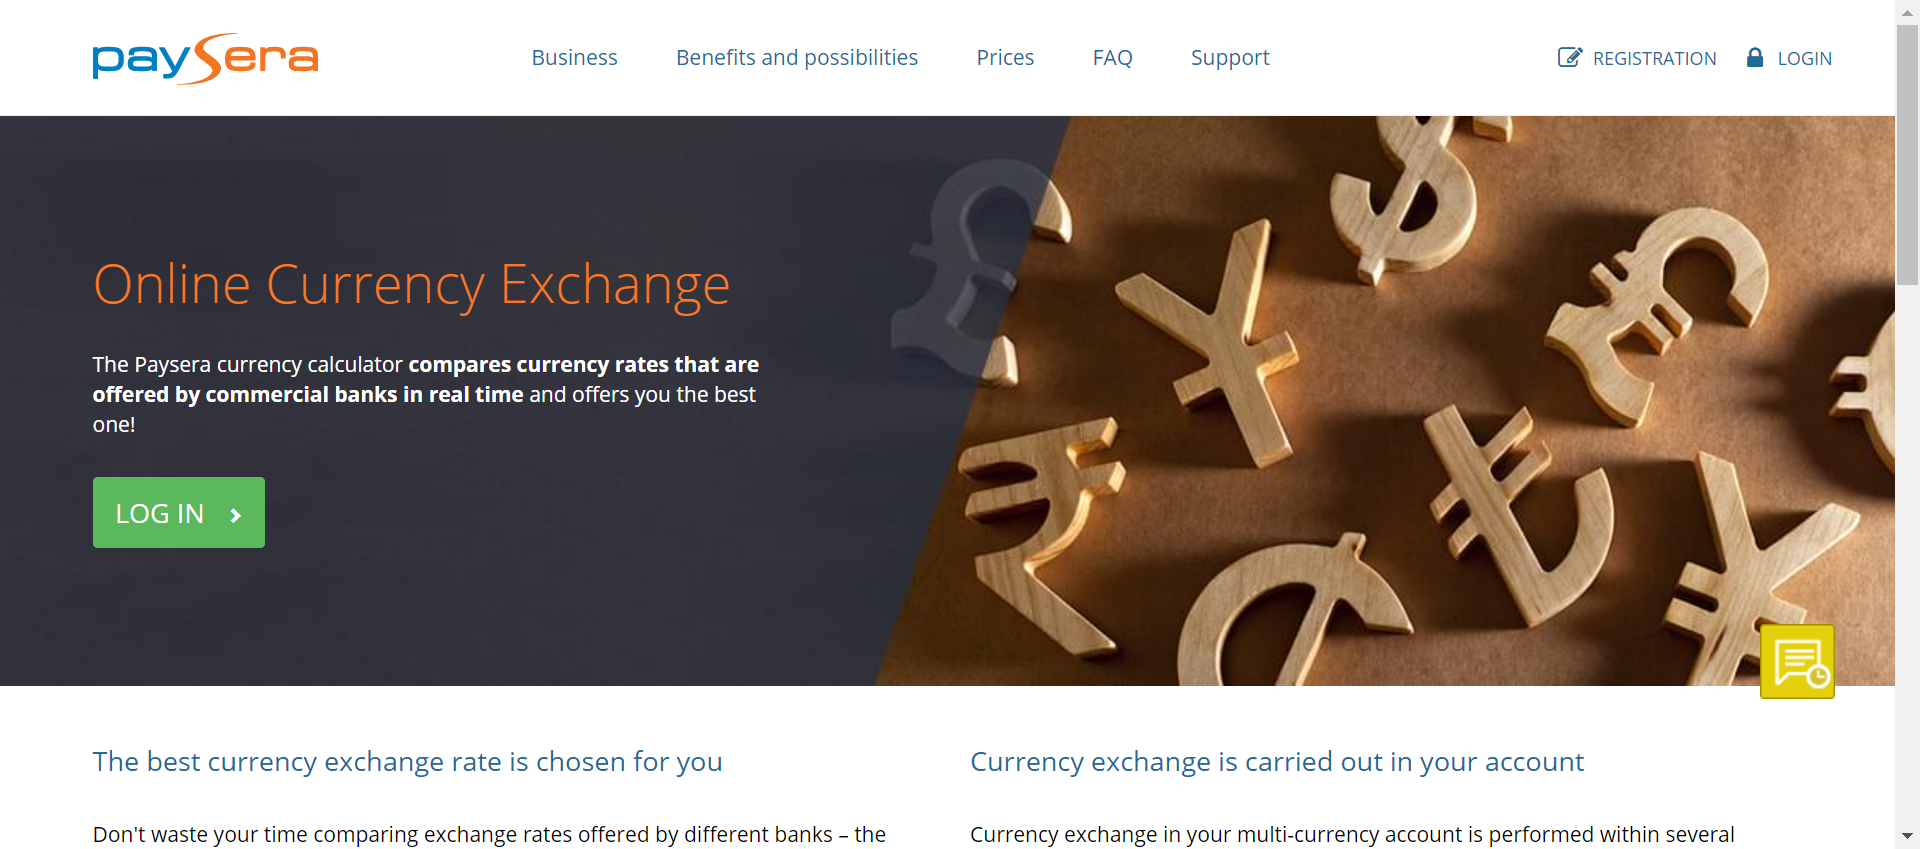 paysera
Business
Benefits and possibilities
Prices
FAQ
Support
REGISTRATION
LOGIN
Online Currency Exchange
The Paysera currency calculator compares currency rates that are
offered by commercial banks in real time and offers you the best
one!
LOG IN
The best currency exchange rate is chosen for you
Don't waste your time comparing exchange rates offered by different banks – the
Currency exchange is carried out in your account
Currency exchange in your multi-currency account is performed within several